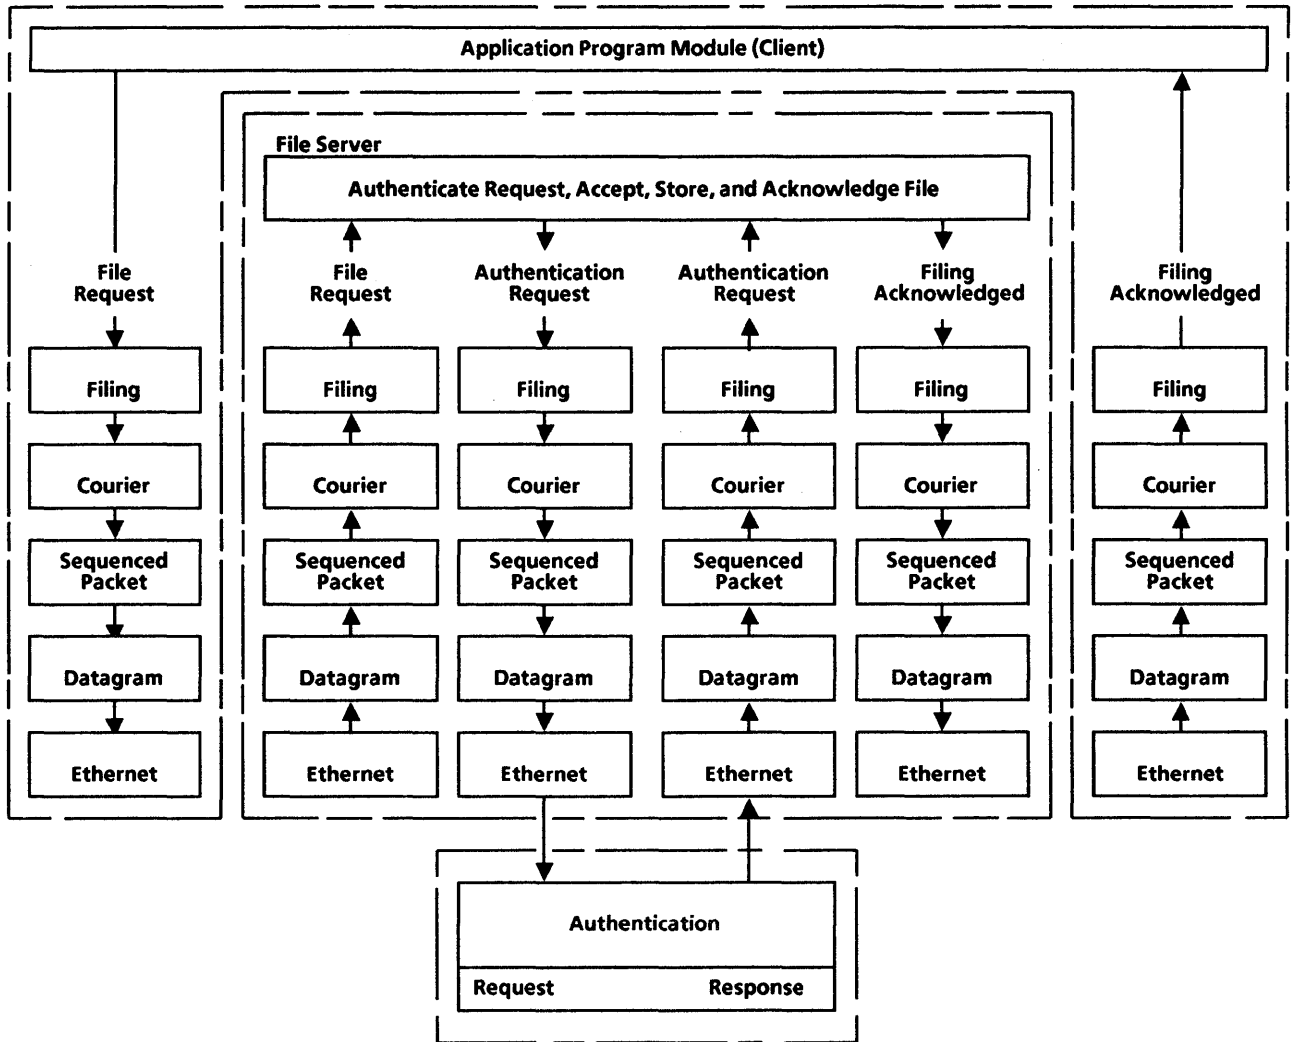 Application Program Module (Client)
File Server
Authenticate Request, Accept, Store, and Acknowledge File
File
Request
File
Request
Authentication
Request
Authentication
Request
Filing
Acknowledged
Filing
Acknowledged
Filing
Filing
Filing
Filing
Filing
Filing
Courier
Courier
Courier
Courier
Courier
Courier
Sequenced
Packet
Sequenced
Packet
Sequenced
Packet
Sequenced
Packet
Sequenced
Packet
Sequenced
Packet
Datagram
Datagram
Datagram
Datagram
Datagram
Datagram
Ethernet
Ethernet
Ethernet
Ethernet
Ethernet
Ethernet
Authentication
Request
Response